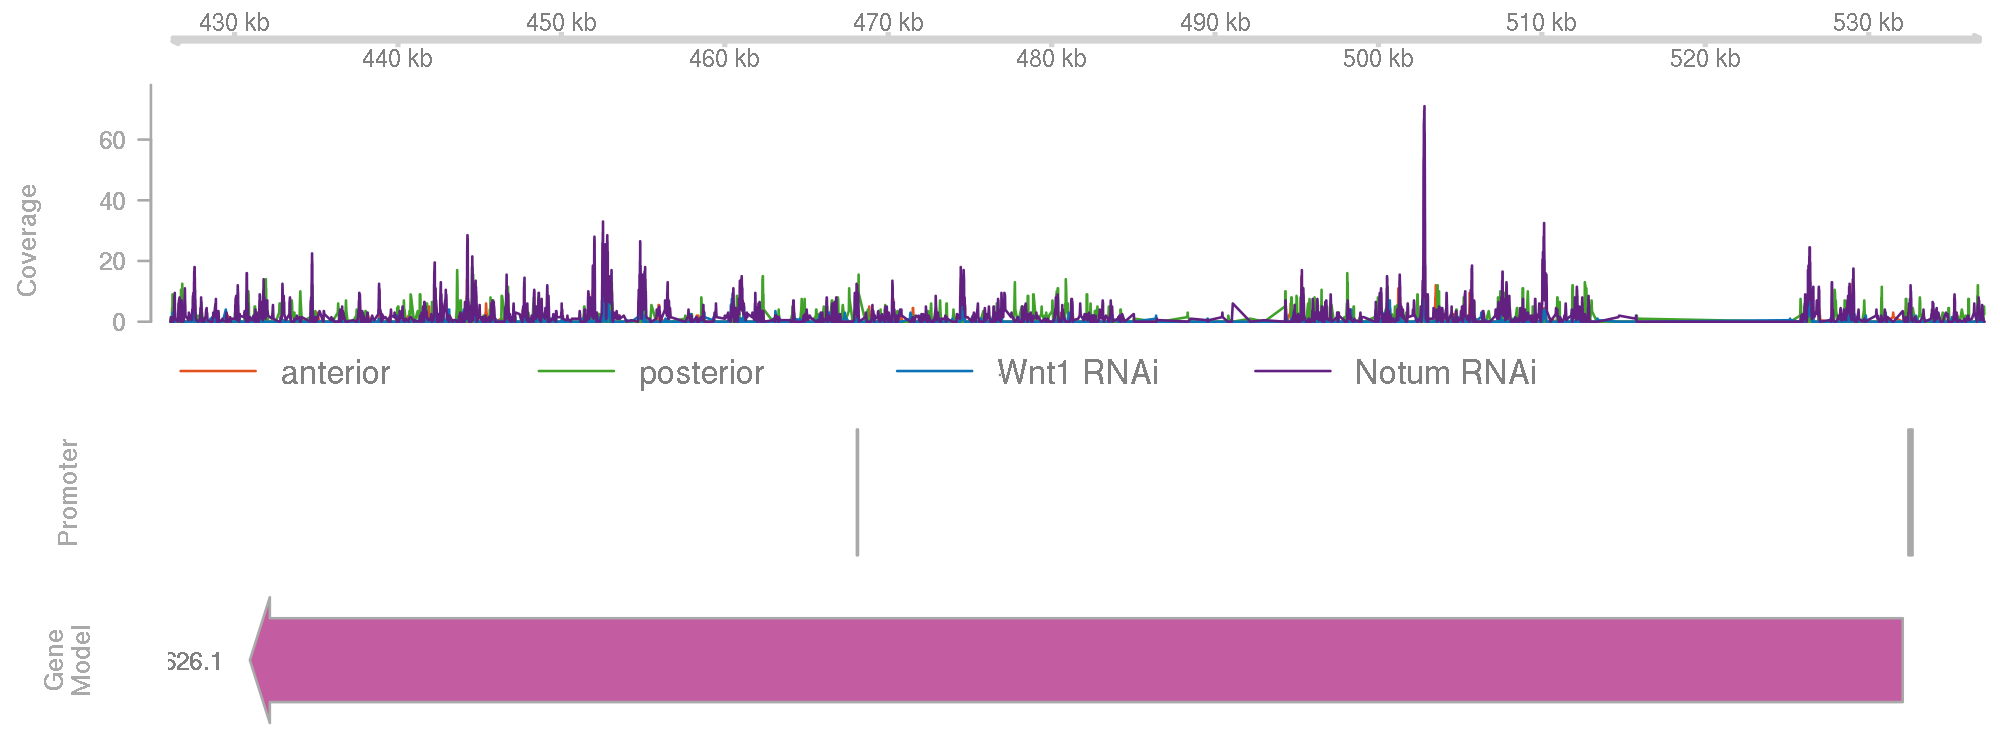 430 kb 450 kb 470 kb 490 kb 510 kb 530 kb
440 kb 460 kb 480 kb 500 kb 520 kb
Coverage
60
40
20
0
anterior posterior Wnt1 RNAi Notum RNAi
Promoter
Gene
Model
626.1